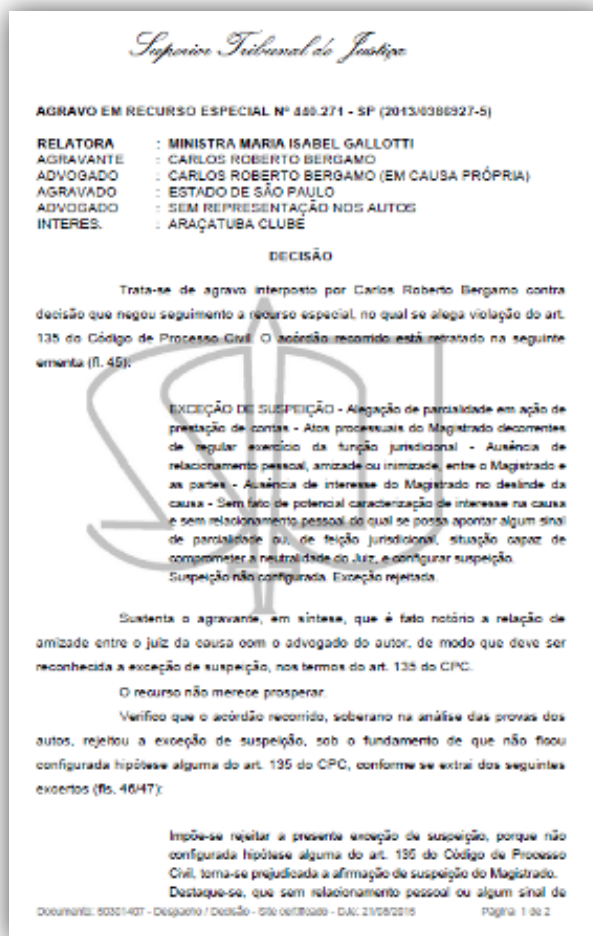 Superior Tribunal de Justiça
AGRAVO EM RECURSO ESPECIAL Nº 440.271 - SP (2013/0380927-5)
RELATORA : MINISTRA MARIA ISABEL GALLOTTI
AGRAVANTE : CARLOS ROBERTO BERGAMO
ADVOGADO : CARLOS ROBERTO BERGAMO (EM CAUSA PRÓPRIA)
AGRAVADO : ESTADO DE SÃO PAULO
ADVOGADO : SEM REPRESENTAÇÃO NOS AUTOS
INTERES. : ARAÇATUBA CLUBE
DECISÃO
Trata-se de agravo interposto por Carlos Roberto Bergamo contra
decisão que negou seguimento a recurso especial, no qual se alega violação do art.
135 do Código de Processo Civil. O acórdão recorrido está retratado na seguinte
ementa (fl. 45):
EXCEÇÃO DE SUSPEIÇÃO - Alegação de parcialidade em ação de
prestação de contas - Atos processuais do Magistrado decorrentes
de regular exercício da função jurisdicional - Ausência de
relacionamento pessoal, amizade ou inimizade, entre o Magistrado e
as partes - Ausência de interesse do Magistrado no deslinde da
causa - Sem fato de potencial caracterização de interesse na causa
e sem relacionamento pessoal do qual se possa apontar algum sinal
de parcialidade ou, de feição jurisdicional, situação capaz de
comprometer a neutralidade do Juiz, e configurar suspeição.
Suspeição não configurada. Exceção rejeitada.
Sustenta o agravante, em síntese, que é fato notório a relação de
amizade entre o juiz da causa com o advogado do autor, de modo que deve ser
reconhecida a exceção de suspeição, nos termos do art. 135 do CPC.
O recurso não merece prosperar.
Verifico que o acórdão recorrido, soberano na análise das provas dos
autos, rejeitou a exceção de suspeição, sob o fundamento de que não ficou
configurada hipótese alguma do art. 135 do CPC, conforme se extrai dos seguintes
excertos (fls. 46/47):
Impõe-se rejeitar a presente exceção de suspeição, porque não
configurada hipótese alguma do art. 135 do Código de Processo
Civil, torna-se prejudicada a afirmação de suspeição do Magistrado.
Destaque-se, que sem relacionamento pessoal ou algum sinal de
Documento: 50301407 - Despacho / Decisão - Site certificado - DJe: 21/05/2015 Página 1 de 2